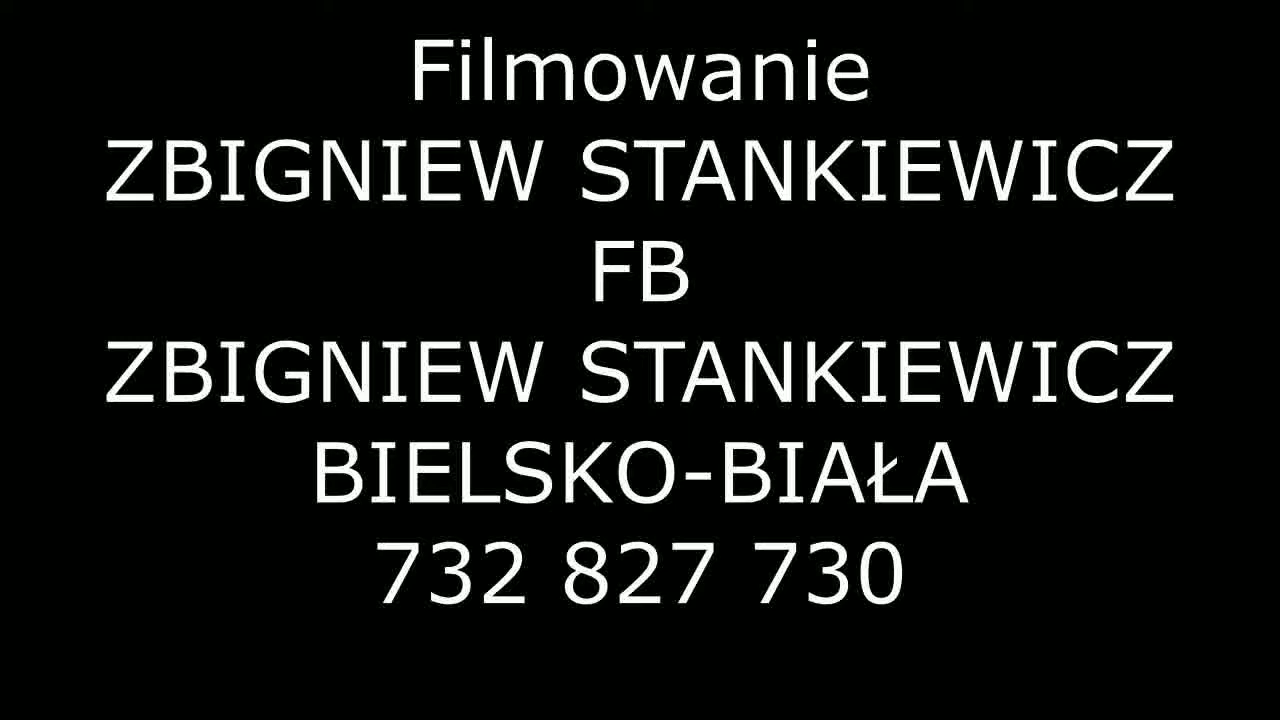 Filmowanie
ZBIGNIEW STANKIEWICZ
FB
ZBIGNIEW STANKIEWICZ
BIELSKO-BIAŁA
732 827 730